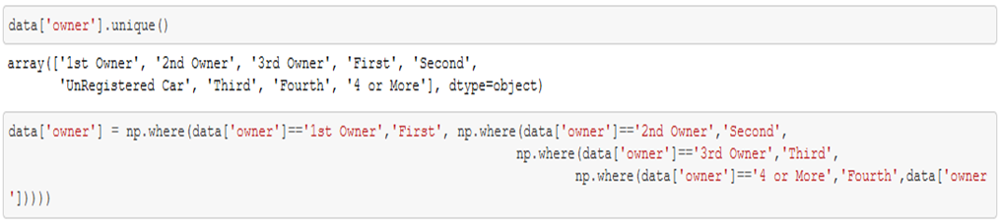 data['owner'].unique()
array(['1st Owner', '2nd Owner', '3rd Owner', 'First', 'Second',
'UnRegistered Car', 'Third', 'Fourth', '4 or More'], dtype=object)
data['owner'] = np.where(data['owner']=='1st Owner','First', np.where(data['owner']=='2nd Owner','Second',
np.where(data['owner']=='3rd Owner','Third',
np.where(data['owner']=='4 or More','Fourth',data['owner
']))))